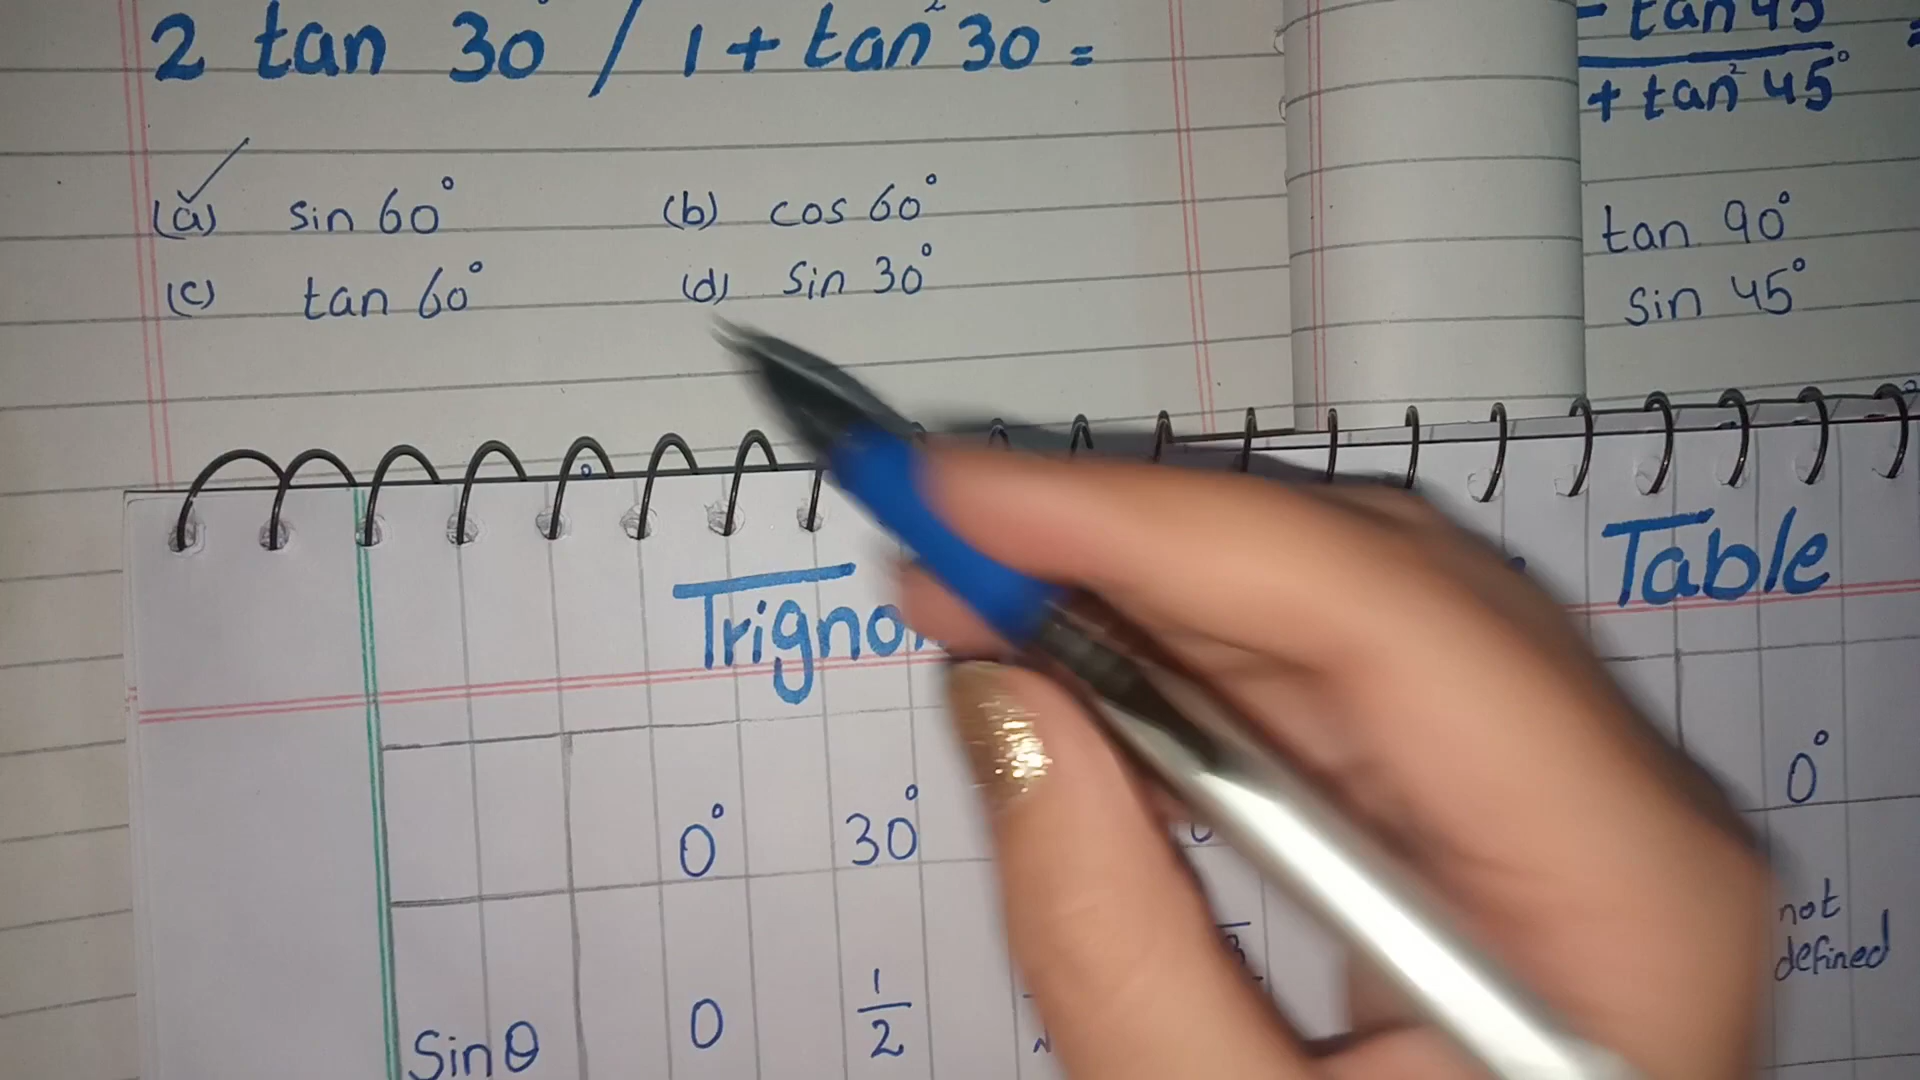 2 tan 30° / 1 + tan² 30° =
(a) sin 60° (b) cos 60°
(c) tan 60° (d) sin 30°
- tan 45°
+ tan² 45°
tan 90°
sin 45°
Table
0° 30° 0°
not
defined
Sin θ 0 1/2